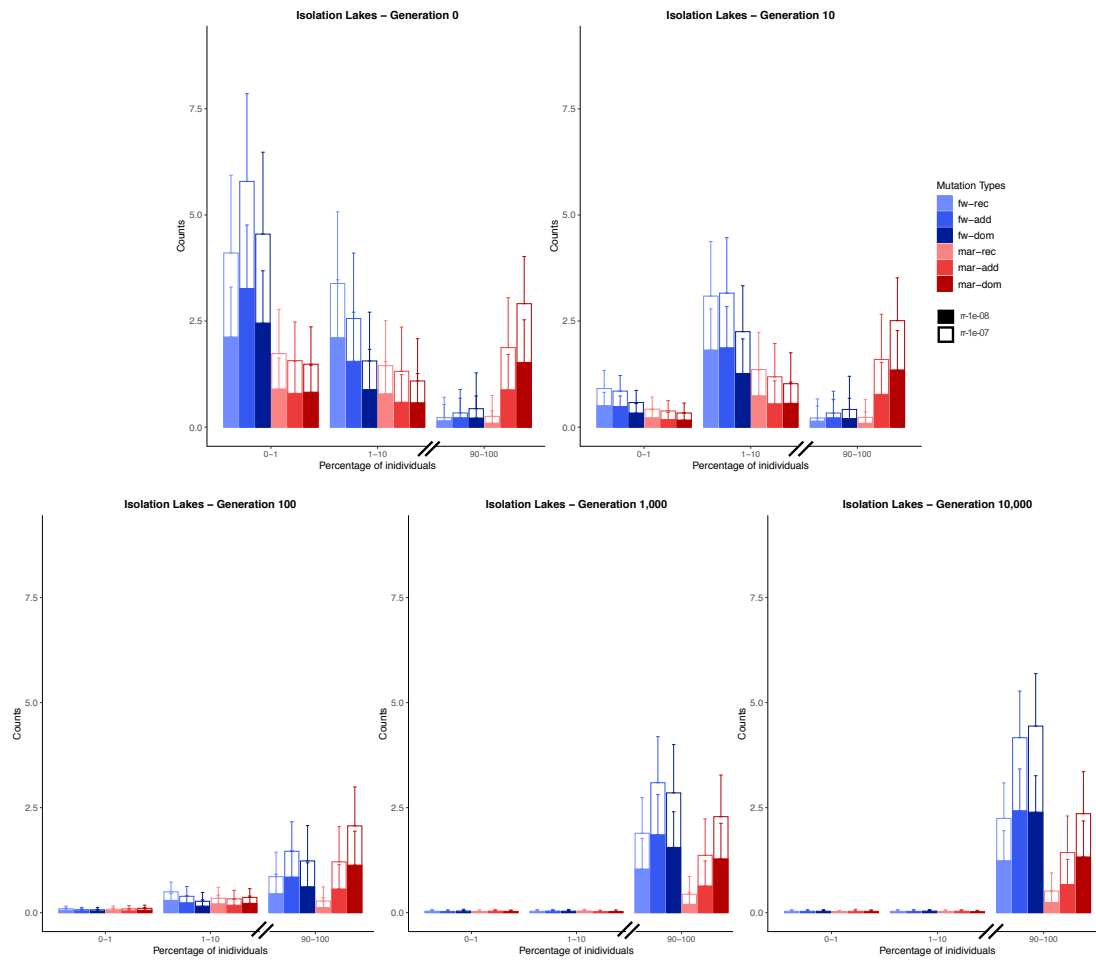 Isolation Lakes − Generation 0
Isolation Lakes − Generation 10
Counts
7.5
5.0
2.5
0.0
0−1
1−10
90−100
Percentage of inidividuals
Counts
7.5
5.0
2.5
0.0
0−1
1−10
90−100
Percentage of inidividuals
Mutation Types
fw−rec
fw−add
fw−dom
mar−rec
mar−add
mar−dom
rr-1e-08
rr-1e-07
Isolation Lakes − Generation 100
Isolation Lakes − Generation 1,000
Isolation Lakes − Generation 10,000
Counts
7.5
5.0
2.5
0.0
0−1
1−10
90−100
Percentage of inidividuals
Counts
7.5
5.0
2.5
0.0
0−1
1−10
90−100
Percentage of inidividuals
Counts
7.5
5.0
2.5
0.0
0−1
1−10
90−100
Percentage of inidividuals